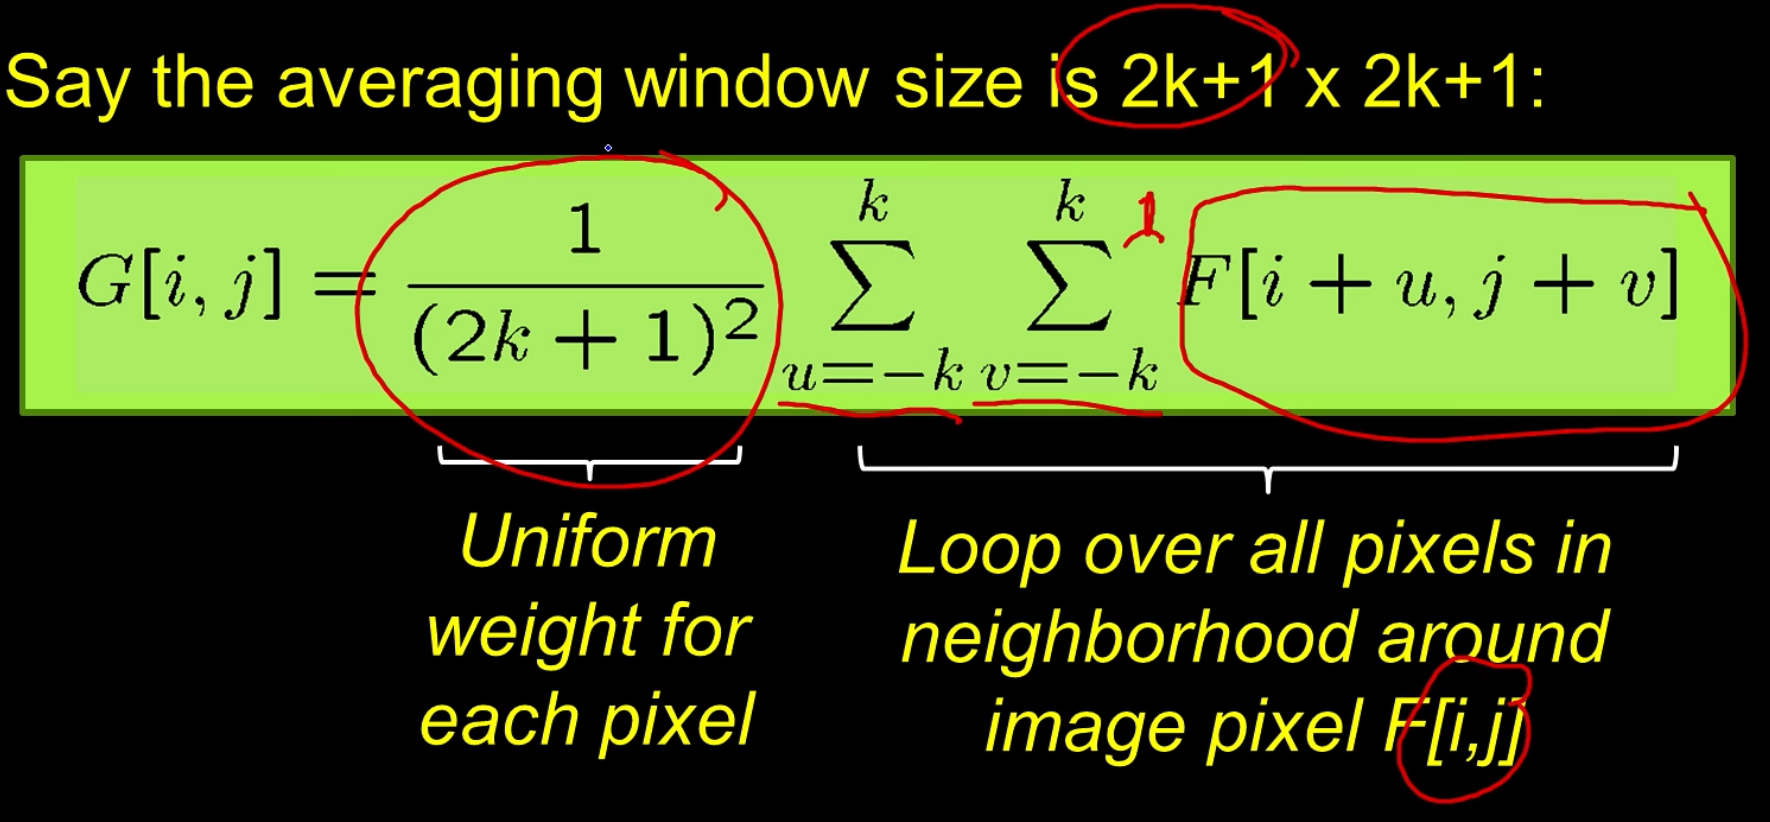 Say the averaging window size is 2k+1 x 2k+1:
G[i, j] = \frac{1}{(2k + 1)^2} \sum_{u=-k}^{k} \sum_{v=-k}^{k} 1 F[i + u, j + v]
Uniform
weight for
each pixel
Loop over all pixels in
neighborhood around
image pixel F[i,j]